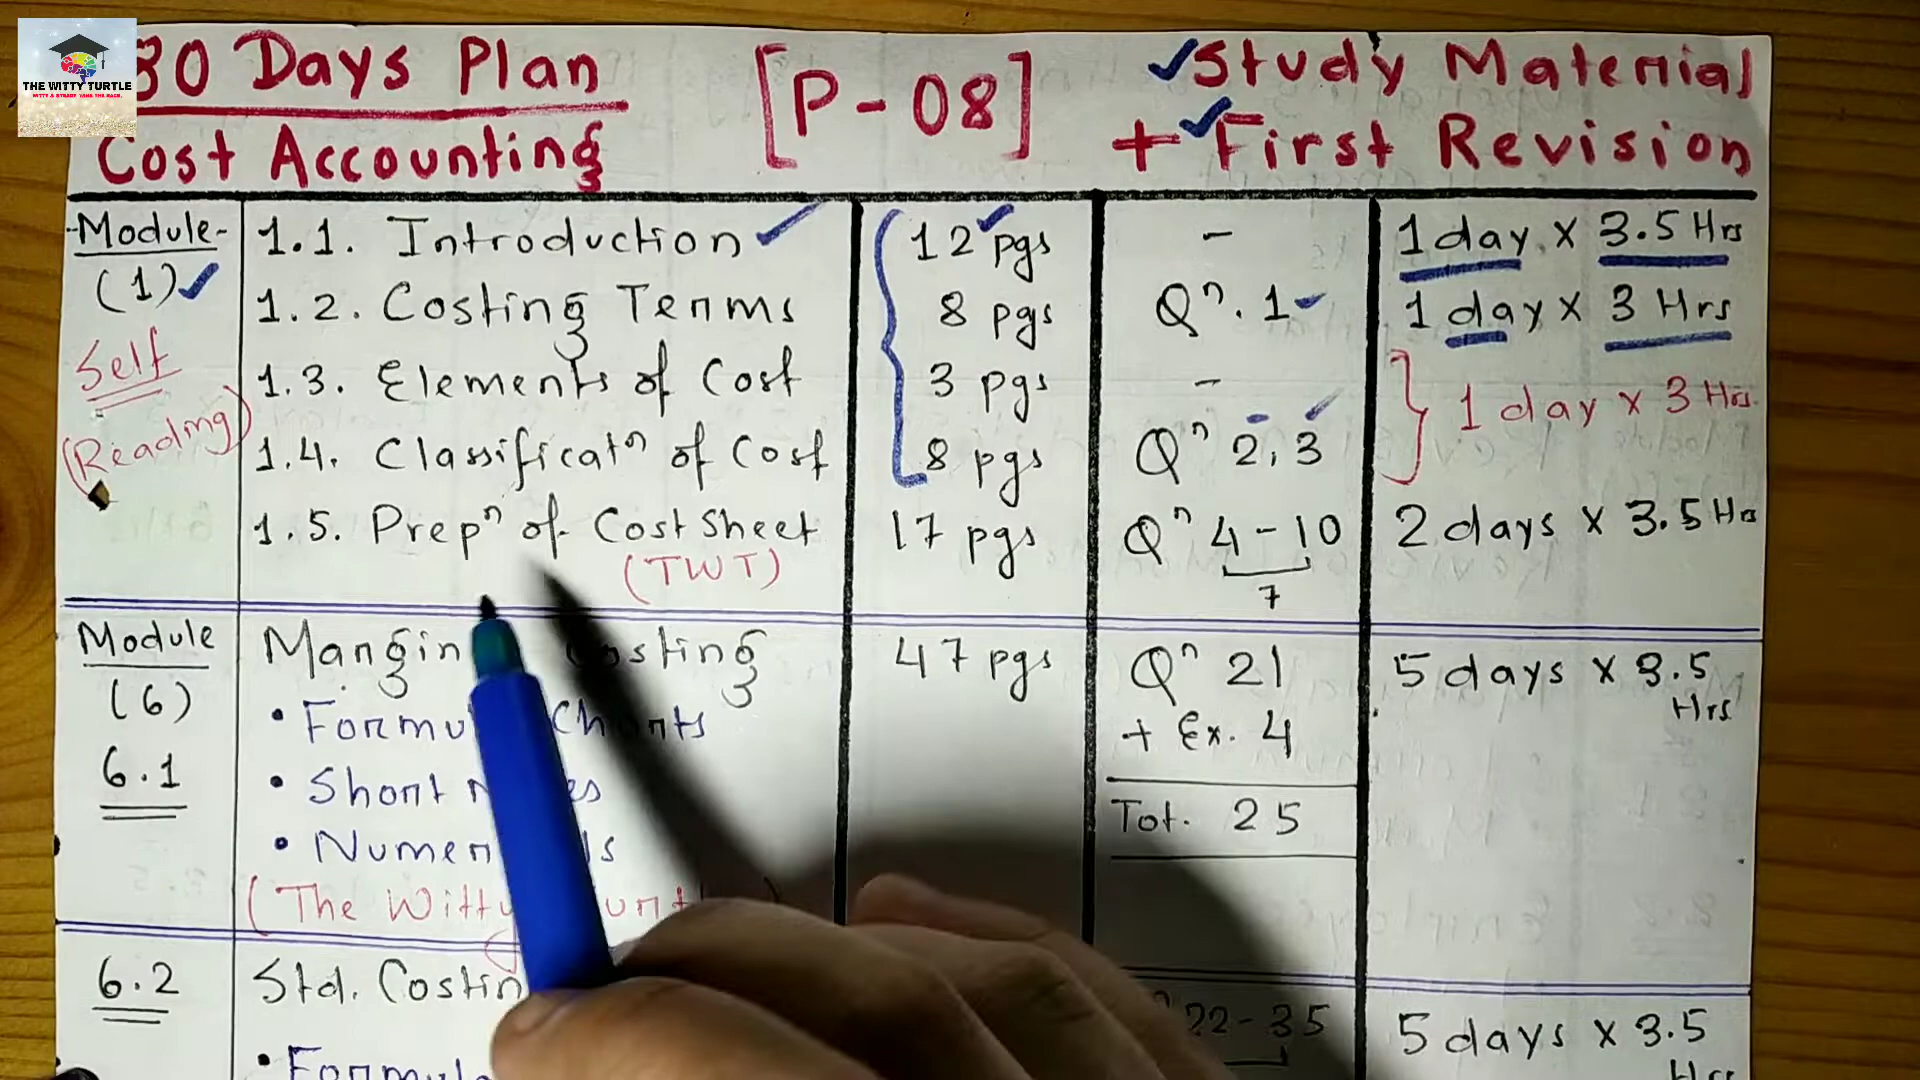 THE WITTY TURTLE
30 Days Plan
Cost Accounting
[P-08]
Study Material
+ First Revision
Module
(1)
Self
(Reading)
1.1. Introduction
12 pgs
-
1 day x 3.5 Hrs
1.2. Costing Terms
8 pgs
Qⁿ. 1
1 day x 3 Hrs
1.3. Elements of Cost
3 pgs
-
1 day x 3 Hrs.
1.4. Classificatⁿ of Cost
8 pgs
Qⁿ 2, 3
1.5. Prepⁿ of Cost Sheet
(TWT)
17 pgs
Qⁿ 4-10
7
2 days x 3.5 Hrs
Module
(6)
6.1
Costing
• Charts
• Short
•
(The Witty
47 pgs
Qⁿ 21
+ Ex. 4
Tot. 25
5 days x 3.5
Hrs
6.2
Std.
22-35
5 days x 3.5
Hrs